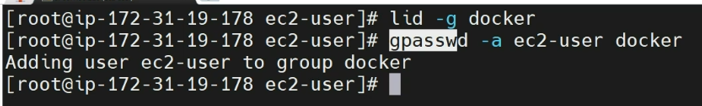 [root@ip-172-31-19-178 ec2-user]# lid -g docker
[root@ip-172-31-19-178 ec2-user]# gpasswd -a ec2-user docker
Adding user ec2-user to group docker
[root@ip-172-31-19-178 ec2-user]#